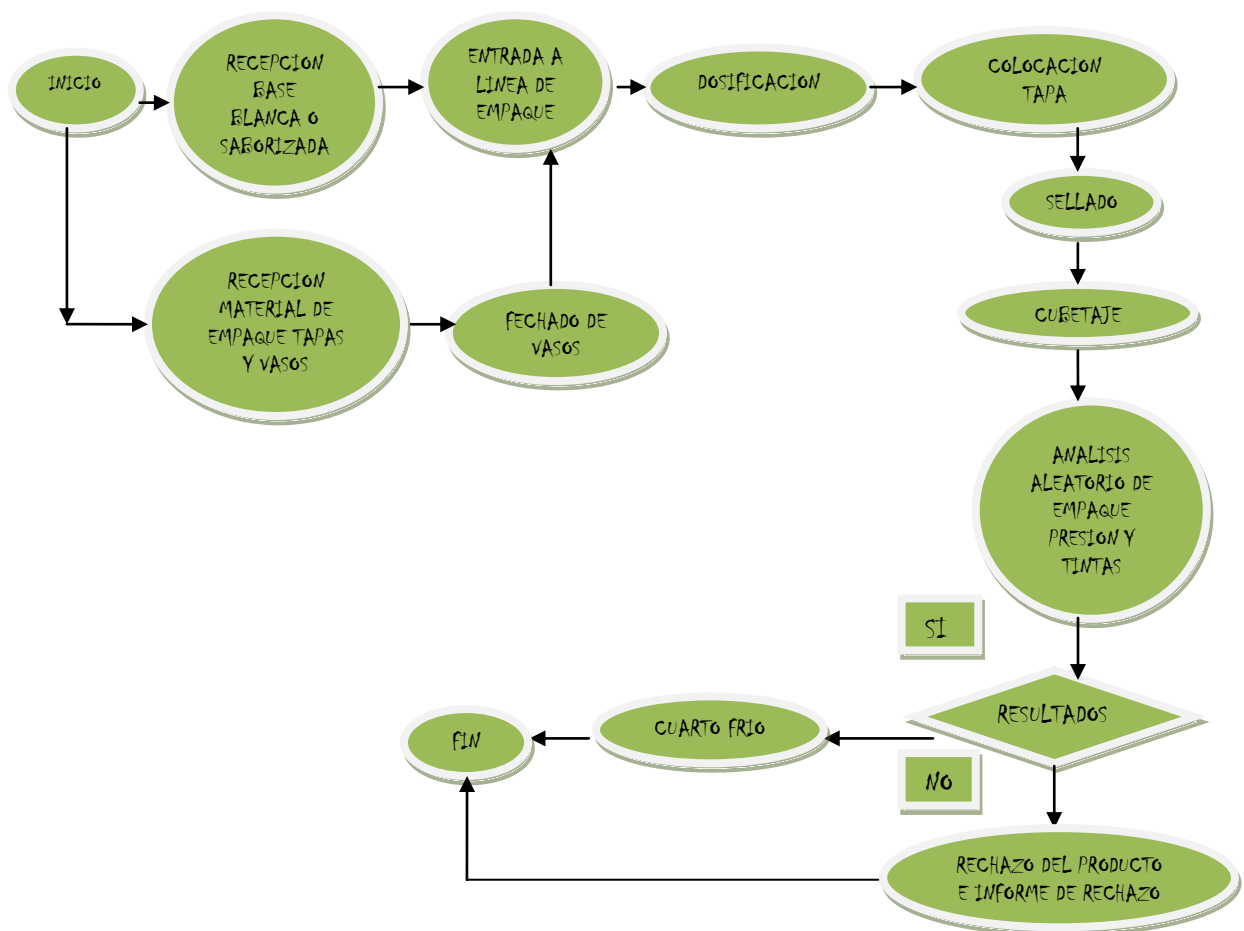 INICIO
RECEPCION
BASE
BLANCA O
SABORIZADA
ENTRADA A
LINEA DE
EMPAQUE
DOSIFICACION
COLOCACION
TAPA
SELLADO
RECEPCION
MATERIAL DE
EMPAQUE TAPAS
Y VASOS
FECHADO DE
VASOS
CUBETAJE
ANALISIS
ALEATORIO DE
EMPAQUE
PRESION Y
TINTAS
SI
RESULTADOS
CUARTO FRIO
FIN
NO
RECHAZO DEL PRODUCTO
E INFORME DE RECHAZO